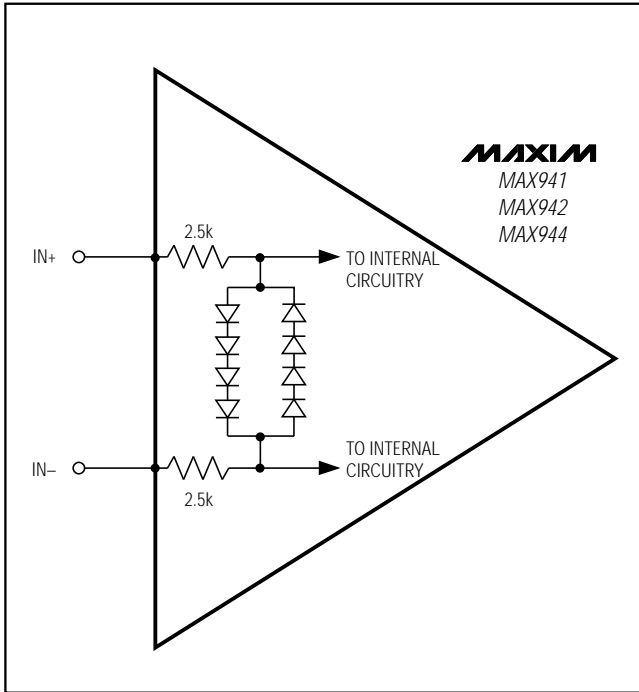 MAXIM
MAX941
MAX942
MAX944
2.5k
IN+
TO INTERNAL
CIRCUITRY
TO INTERNAL
CIRCUITRY
IN–
2.5k